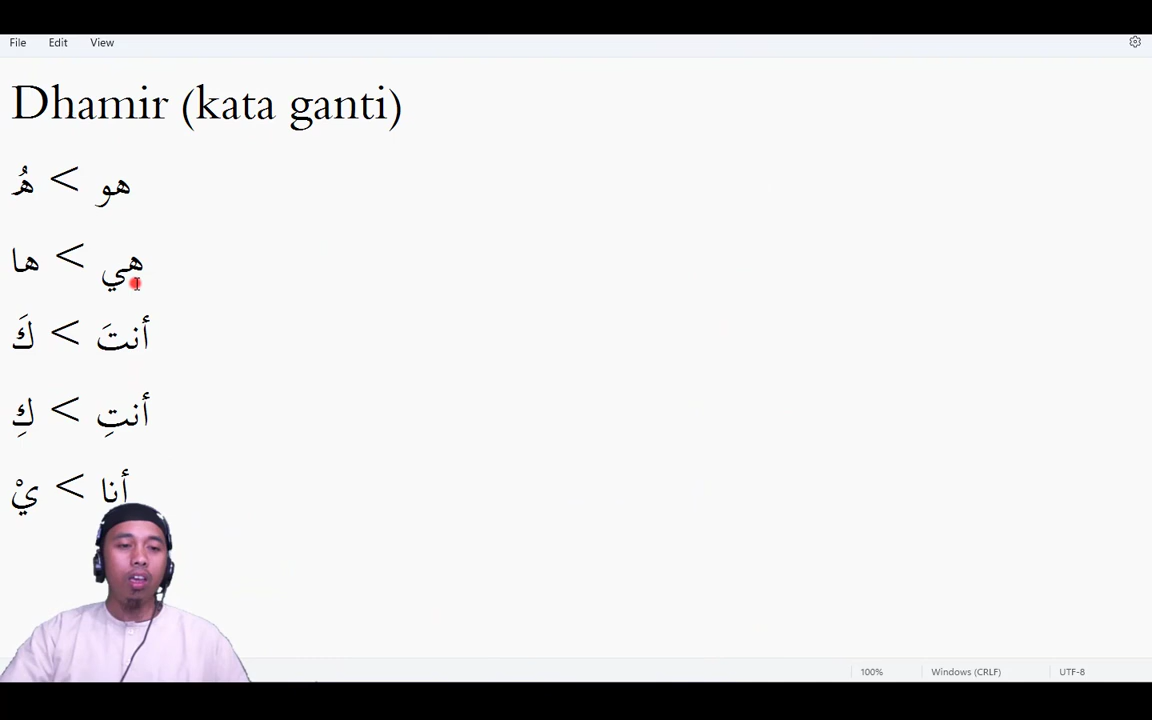 File Edit View
Dhamir (kata ganti)
هو > هُ
هي > ها
أنتَ > كَ
أنتِ > كِ
أنا > يْ
100% Windows (CRLF) UTF-8